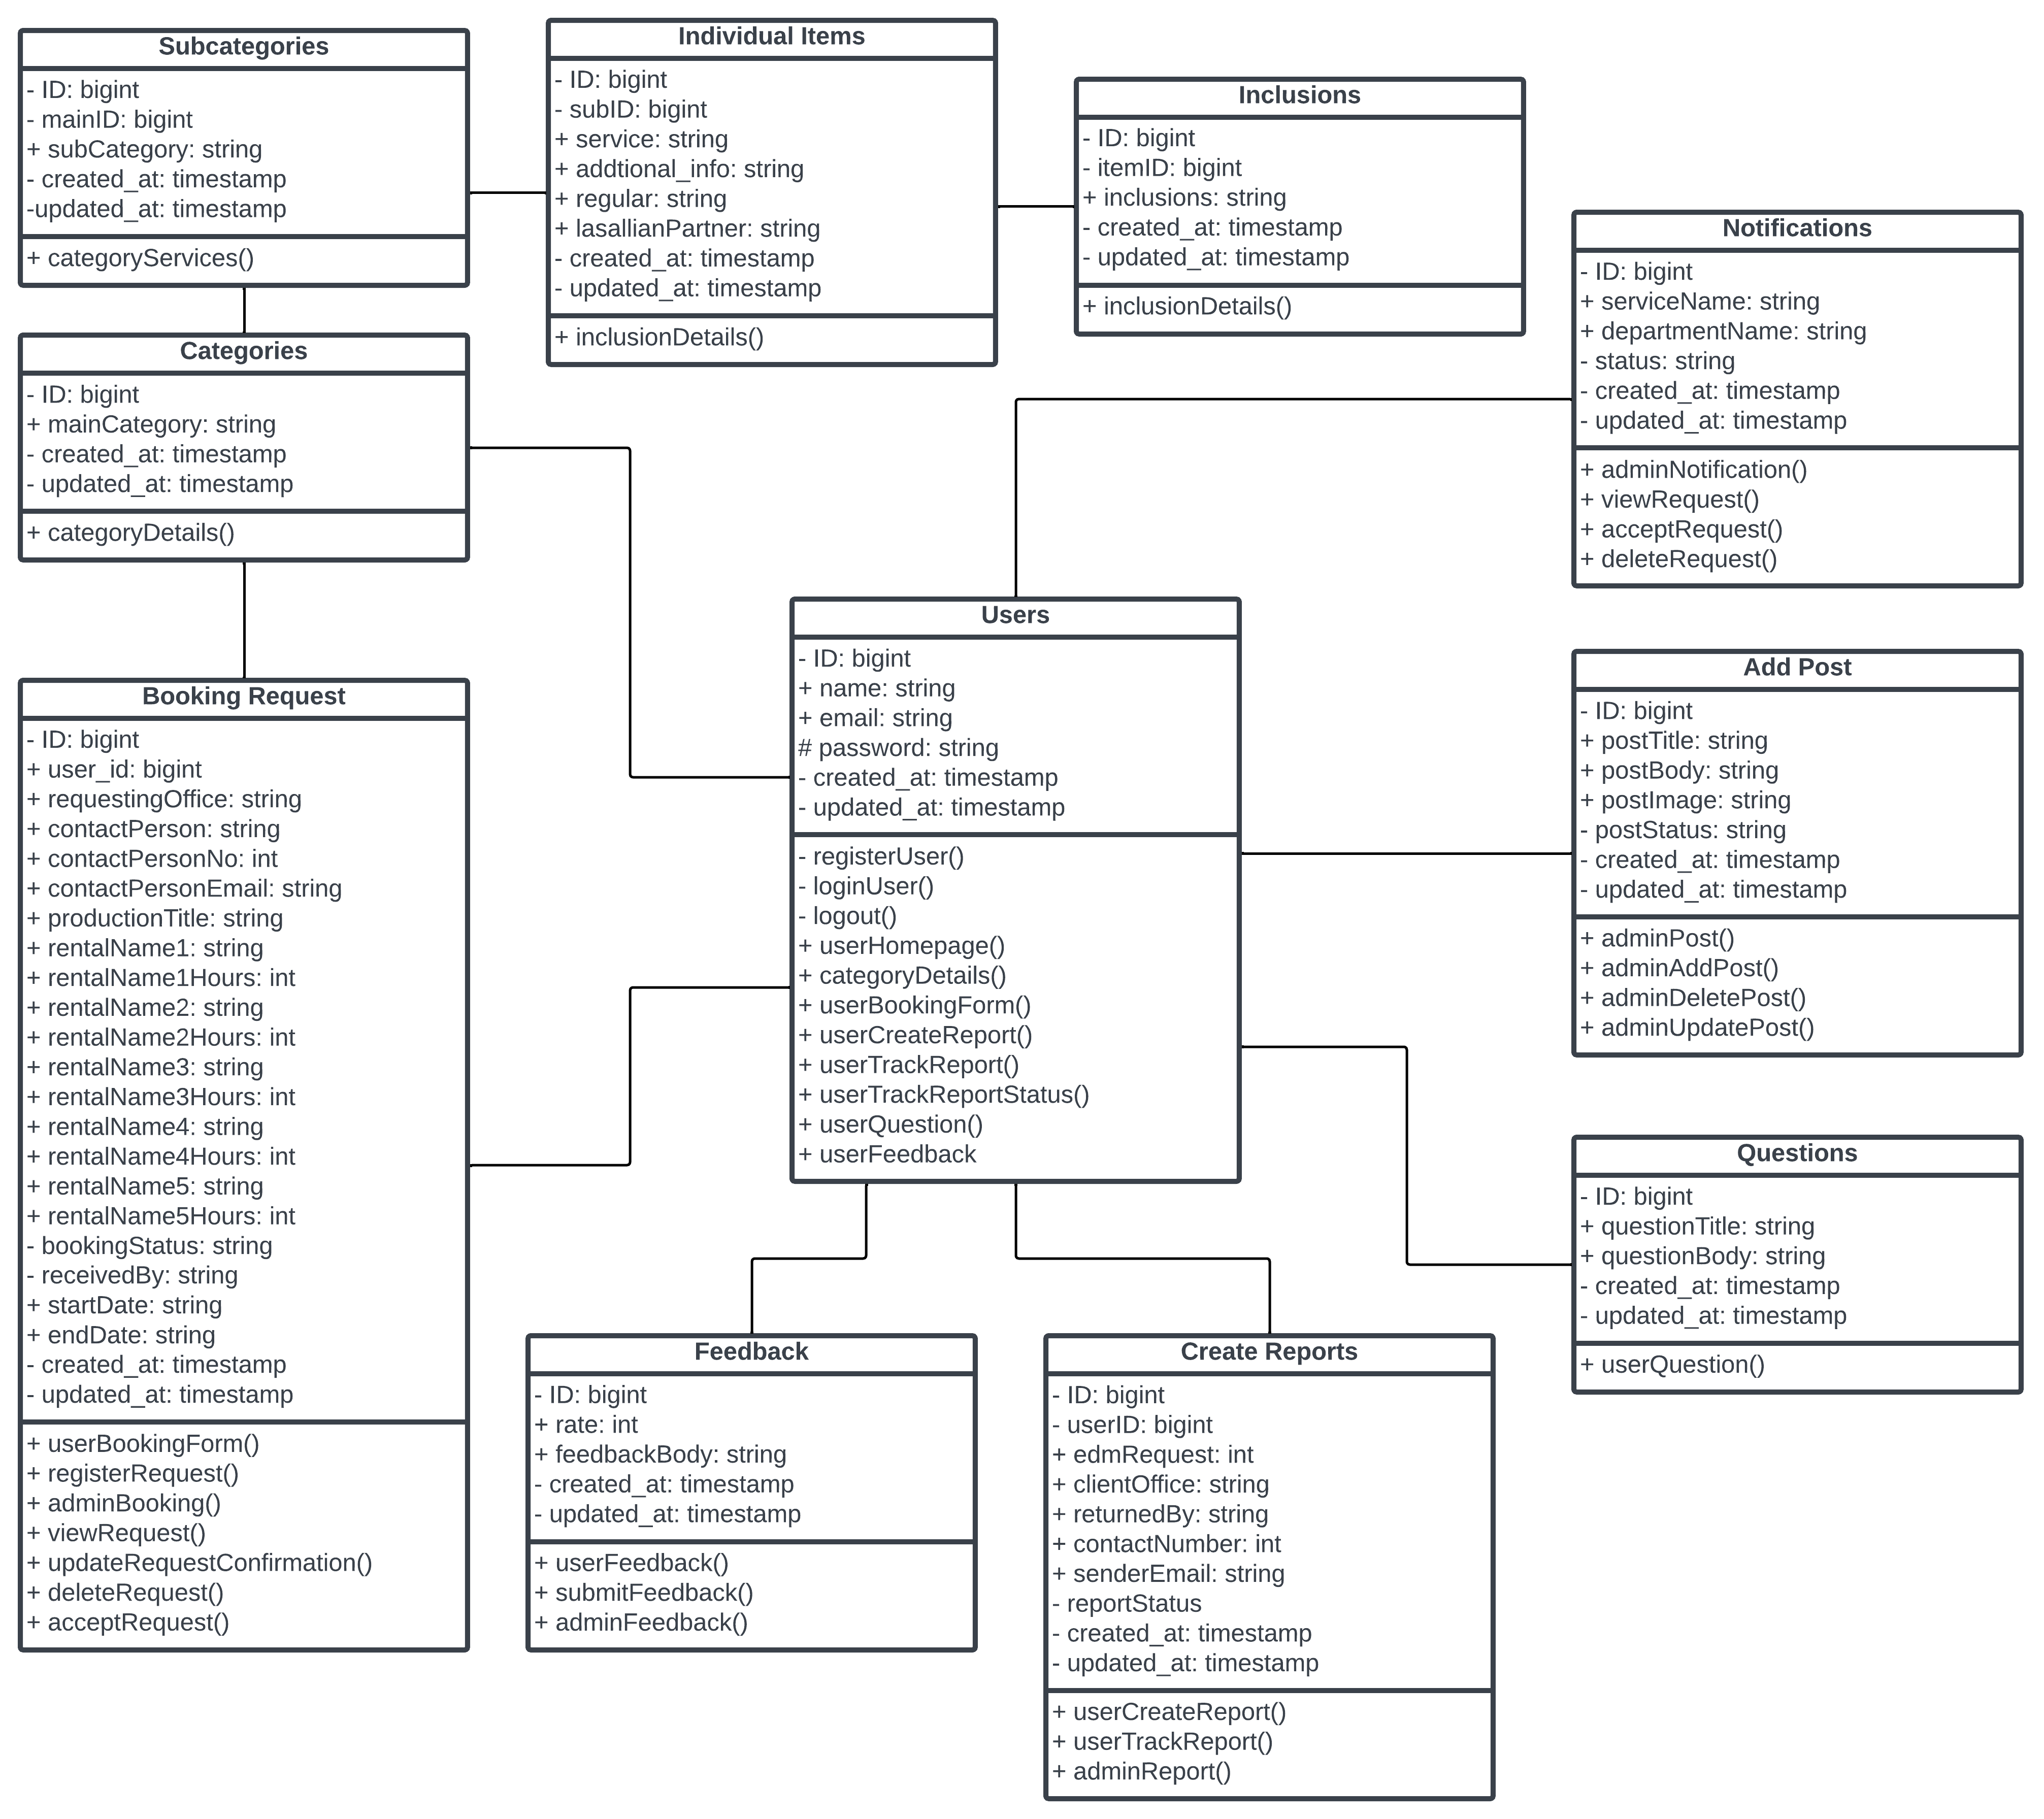 Subcategories
- ID: bigint
- mainID: bigint
+ subCategory: string
- created_at: timestamp
-updated_at: timestamp
+ categoryServices()
Individual Items
- ID: bigint
- subID: bigint
+ service: string
+ addtional_info: string
+ regular: string
+ lasallianPartner: string
- created_at: timestamp
- updated_at: timestamp
+ inclusionDetails()
Inclusions
- ID: bigint
- itemID: bigint
+ inclusions: string
- created_at: timestamp
- updated_at: timestamp
+ inclusionDetails()
Notifications
- ID: bigint
+ serviceName: string
+ departmentName: string
- status: string
- created_at: timestamp
- updated_at: timestamp
+ adminNotification()
+ viewRequest()
+ acceptRequest()
+ deleteRequest()
Categories
- ID: bigint
+ mainCategory: string
- created_at: timestamp
- updated_at: timestamp
+ categoryDetails()
Users
- ID: bigint
+ name: string
+ email: string
# password: string
- created_at: timestamp
- updated_at: timestamp
- registerUser()
- loginUser()
- logout()
+ userHomepage()
+ categoryDetails()
+ userBookingForm()
+ userCreateReport()
+ userTrackReport()
+ userTrackReportStatus()
+ userQuestion()
+ userFeedback
Add Post
- ID: bigint
+ postTitle: string
+ postBody: string
+ postImage: string
- postStatus: string
- created_at: timestamp
- updated_at: timestamp
+ adminPost()
+ adminAddPost()
+ adminDeletePost()
+ adminUpdatePost()
Booking Request
- ID: bigint
+ user_id: bigint
+ requestingOffice: string
+ contactPerson: string
+ contactPersonNo: int
+ contactPersonEmail: string
+ productionTitle: string
+ rentalName1: string
+ rentalName1Hours: int
+ rentalName2: string
+ rentalName2Hours: int
+ rentalName3: string
+ rentalName3Hours: int
+ rentalName4: string
+ rentalName4Hours: int
+ rentalName5: string
+ rentalName5Hours: int
- bookingStatus: string
- receivedBy: string
+ startDate: string
+ endDate: string
- created_at: timestamp
- updated_at: timestamp
+ userBookingForm()
+ registerRequest()
+ adminBooking()
+ viewRequest()
+ updateRequestConfirmation()
+ deleteRequest()
+ acceptRequest()
Questions
- ID: bigint
+ questionTitle: string
+ questionBody: string
- created_at: timestamp
- updated_at: timestamp
+ userQuestion()
Feedback
- ID: bigint
+ rate: int
+ feedbackBody: string
- created_at: timestamp
- updated_at: timestamp
+ userFeedback()
+ submitFeedback()
+ adminFeedback()
Create Reports
- ID: bigint
- userID: bigint
+ edmRequest: int
+ clientOffice: string
+ returnedBy: string
+ contactNumber: int
+ senderEmail: string
- reportStatus
- created_at: timestamp
- updated_at: timestamp
+ userCreateReport()
+ userTrackReport()
+ adminReport()